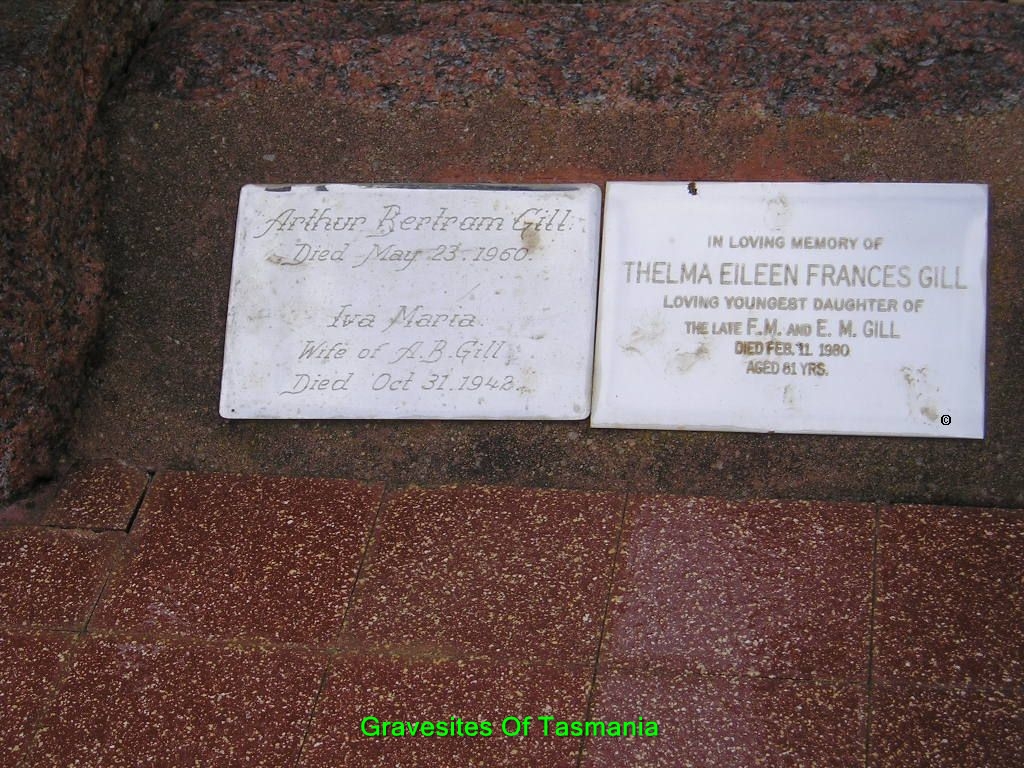 Arthur Bertram Gill.
Died May 23. 1960.
Iva Maria.
Wife of A.B. Gill.
Died Oct 31. 1942.
IN LOVING MEMORY OF
THELMA EILEEN FRANCES GILL
LOVING YOUNGEST DAUGHTER OF
THE LATE F.M. AND E. M. GILL
DIED FEB. 11. 1980
AGED 81 YRS.
©
Gravesites Of Tasmania